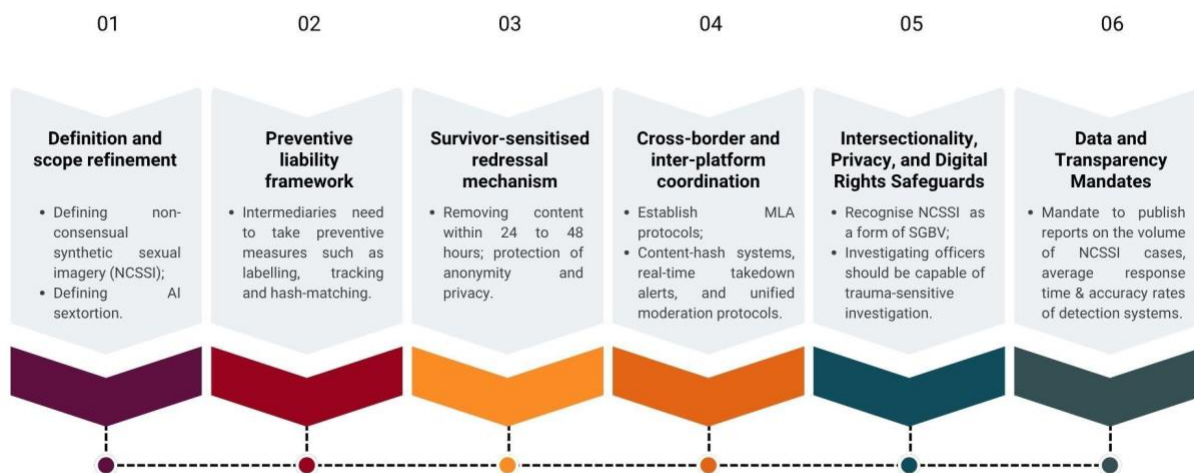 01
02
03
04
05
06
Definition and
scope refinement
• Defining non-
consensual
synthetic sexual
imagery (NCSSI);
• Defining AI
sextortion.
Preventive
liability
framework
• Intermediaries need
to take preventive
measures such as
labelling, tracking
and hash-matching.
Survivor-sensitised
redressal
mechanism
• Removing content
within 24 to 48
hours; protection of
anonymity and
privacy.
Cross-border and
inter-platform
coordination
• Establish MLA
protocols;
• Content-hash systems,
real-time takedown
alerts, and unified
moderation protocols.
Intersectionality,
Privacy, and Digital
Rights Safeguards
• Recognise NCSSI as
a form of SGBV;
• Investigating officers
should be capable of
trauma-sensitive
investigation.
Data and
Transparency
Mandates
• Mandate to publish
reports on the volume
of NCSSI cases,
average response
time & accuracy rates
of detection systems.